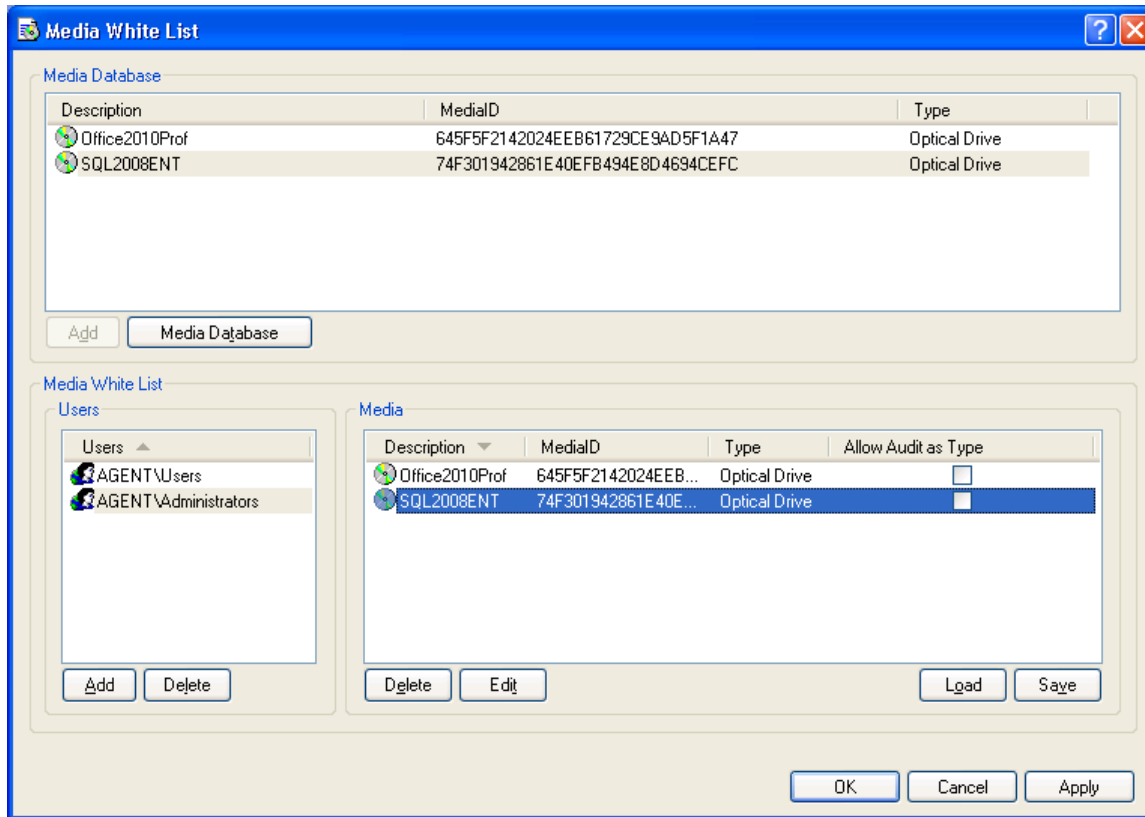 Media White List
Media Database
Description MediaID Type
Office2010Prof 645F5F2142024EEB61729CE9AD5F1A47 Optical Drive
SQL2008ENT 74F301942861E40EFB494E8D4694CEFC Optical Drive
Add Media Database
Media White List
Users Media
Users Description MediaID Type Allow Audit as Type
AGENT\Users Office2010Prof 645F5F2142024EEB... Optical Drive
AGENT\Administrators SQL2008ENT 74F301942861E40E... Optical Drive
Add Delete Delete Edit Load Save
OK Cancel Apply